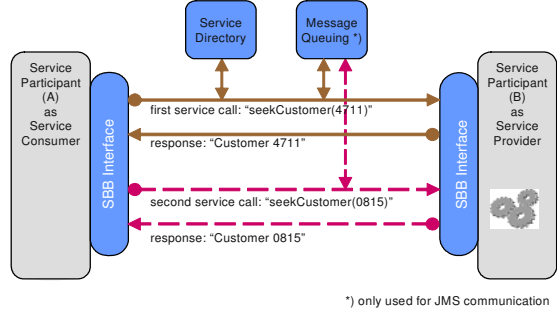 Service
Directory
Message
Queuing *)
Service
Participant
(A)
as
Service
Consumer
SBB Interface
first service call: “seekCustomer(4711)”
response: “Customer 4711”
second service call: “seekCustomer(0815)”
response: “Customer 0815”
SBB Interface
Service
Participant
(B)
as
Service
Provider
*) only used for JMS communication